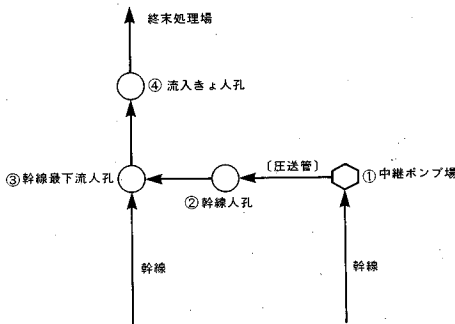 終末処理場
④流入きょ人孔
〔圧送管〕
③幹線最下流人孔
①中継ポンプ場
②幹線人孔
幹線
幹線